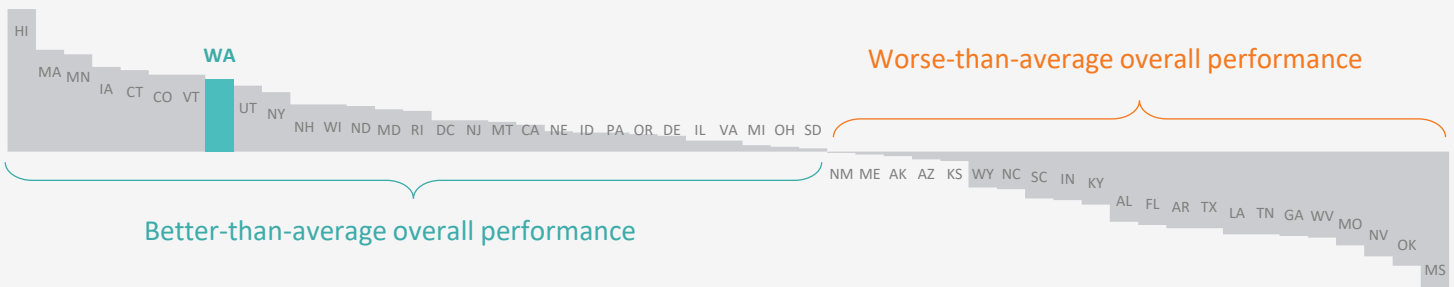 HI
MA MN IA CT CO VT WA UT NY NH WI ND MD RI DC NJ MT CA NE ID PA OR DE IL VA MI OH SD
Worse-than-average overall performance
NM ME AK AZ KS WY NC SC IN KY AL FL AR TX LA TN GA WV MO NV OK MS
Better-than-average overall performance